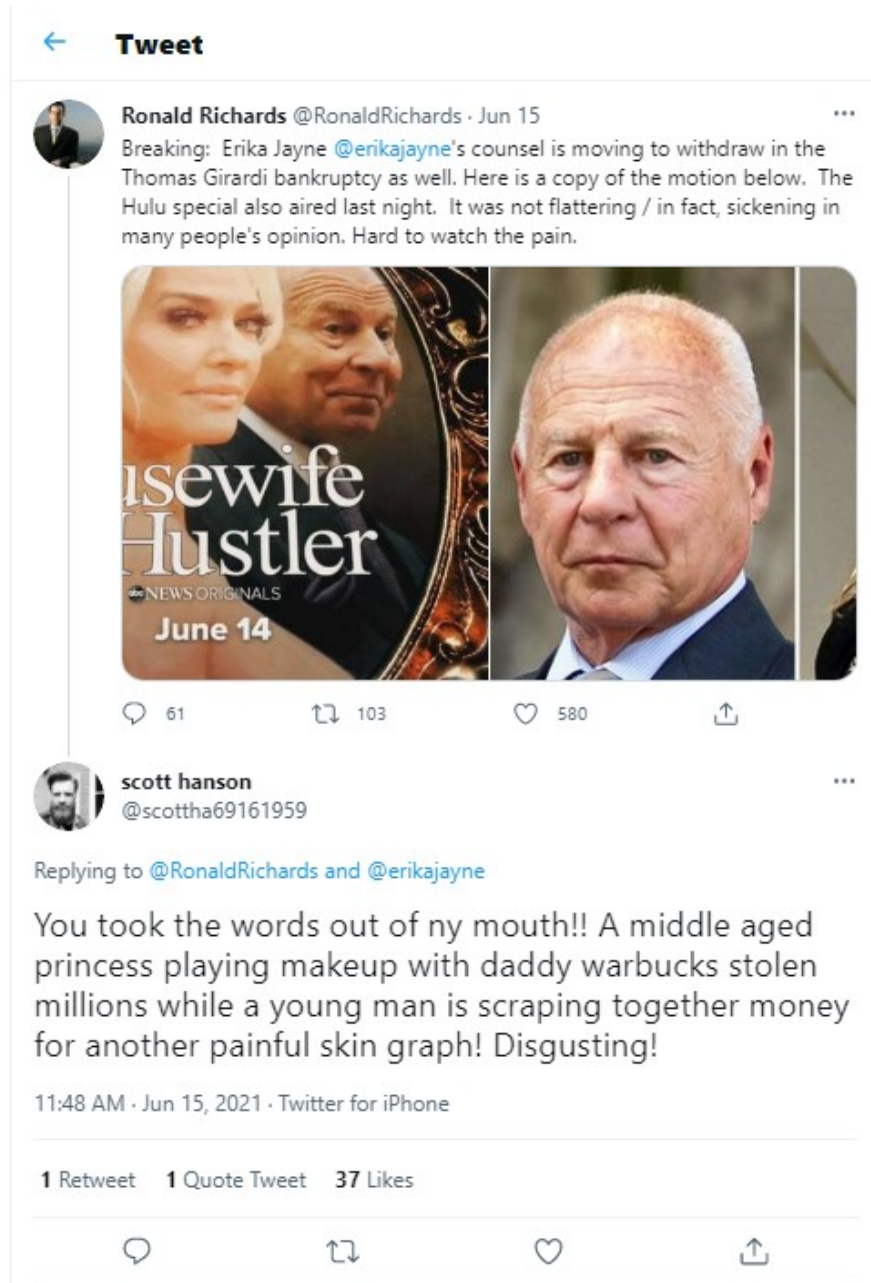 Tweet
Ronald Richards @RonaldRichards · Jun 15
Breaking: Erika Jayne @erikajayne's counsel is moving to withdraw in the
Thomas Girardi bankruptcy as well. Here is a copy of the motion below. The
Hulu special also aired last night. It was not flattering / in fact, sickening in
many people's opinion. Hard to watch the pain.
usewife
Hustler
abc NEWS ORIGINALS
June 14
61
103
580
scott hanson
@scottha69161959
Replying to @RonaldRichards and @erikajayne
You took the words out of ny mouth!! A middle aged
princess playing makeup with daddy warbucks stolen
millions while a young man is scraping together money
for another painful skin graph! Disgusting!
11:48 AM · Jun 15, 2021 · Twitter for iPhone
1 Retweet 1 Quote Tweet 37 Likes